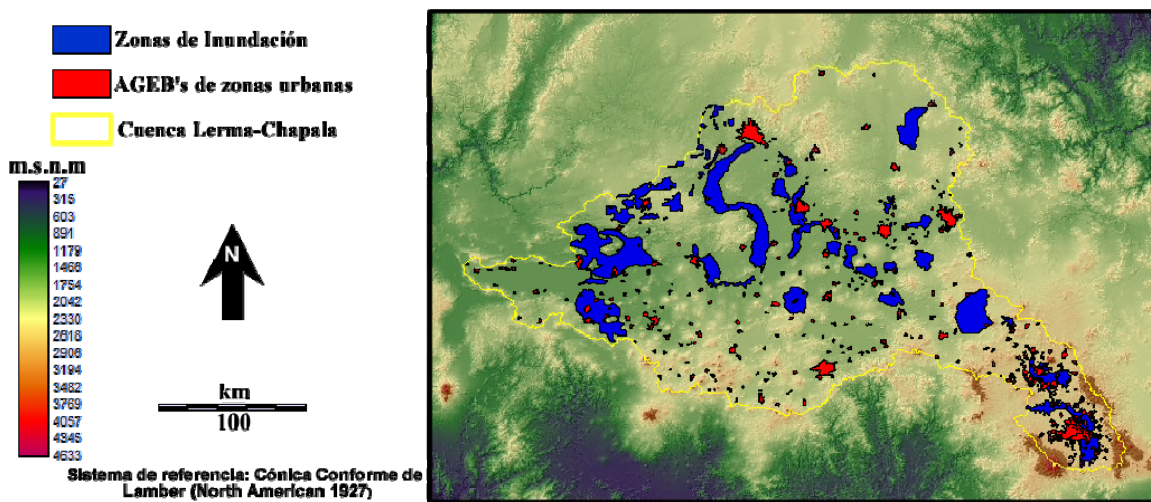 Zonas de Inundación
AGEB's de zonas urbanas
Cuenca Lerma-Chapala
m.s.n.m
27
315
603
891
1179
1466
1754
2042
2330
2618
2906
3194
3482
3769
4057
4345
4633
N
km
100
Sistema de referencia: Cónica Conforme de
Lamber (North American 1927)